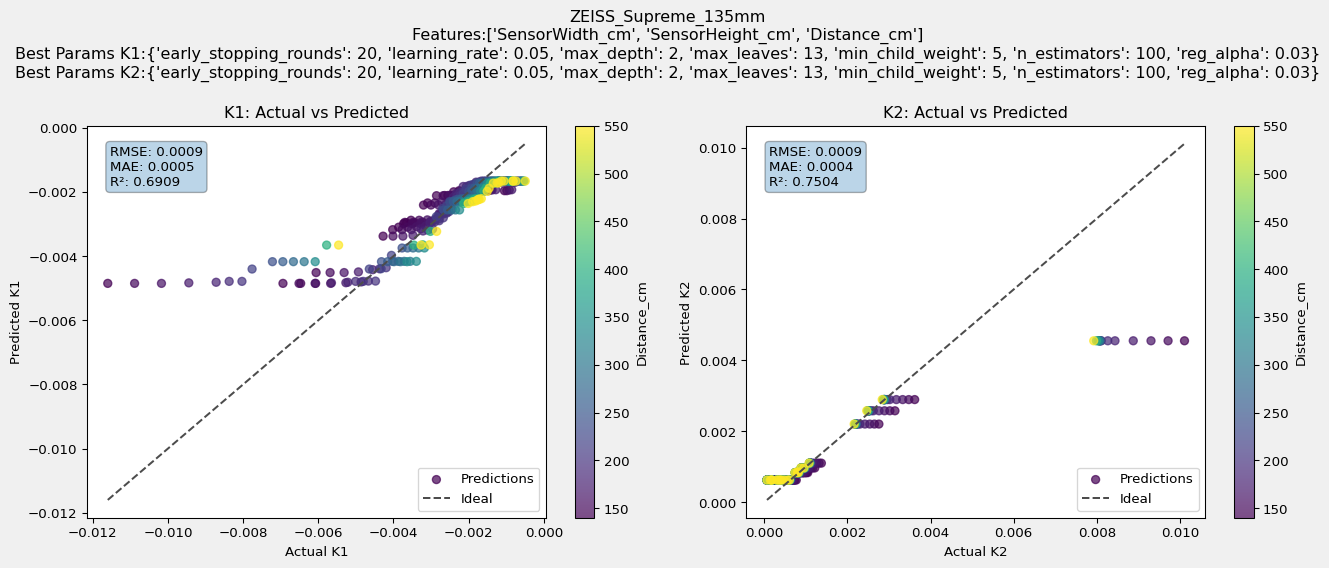 ZEISS_Supreme_135mm
Features:['SensorWidth_cm', 'SensorHeight_cm', 'Distance_cm']
Best Params K1:{'early_stopping_rounds': 20, 'learning_rate': 0.05, 'max_depth': 2, 'max_leaves': 13, 'min_child_weight': 5, 'n_estimators': 100, 'reg_alpha': 0.03}
Best Params K2:{'early_stopping_rounds': 20, 'learning_rate': 0.05, 'max_depth': 2, 'max_leaves': 13, 'min_child_weight': 5, 'n_estimators': 100, 'reg_alpha': 0.03}
K1: Actual vs Predicted
RMSE: 0.0009
MAE: 0.0005
R²: 0.6909
Predicted K1
0.000
−0.002
−0.004
−0.006
−0.008
−0.010
−0.012
Predictions
Ideal
−0.012
−0.010
−0.008
−0.006
−0.004
−0.002
0.000
Actual K1
550
500
450
400
350
300
250
200
150
Distance_cm
K2: Actual vs Predicted
RMSE: 0.0009
MAE: 0.0004
R²: 0.7504
Predicted K2
0.010
0.008
0.006
0.004
0.002
0.000
Predictions
Ideal
0.000
0.002
0.004
0.006
0.008
0.010
Actual K2
550
500
450
400
350
300
250
200
150
Distance_cm